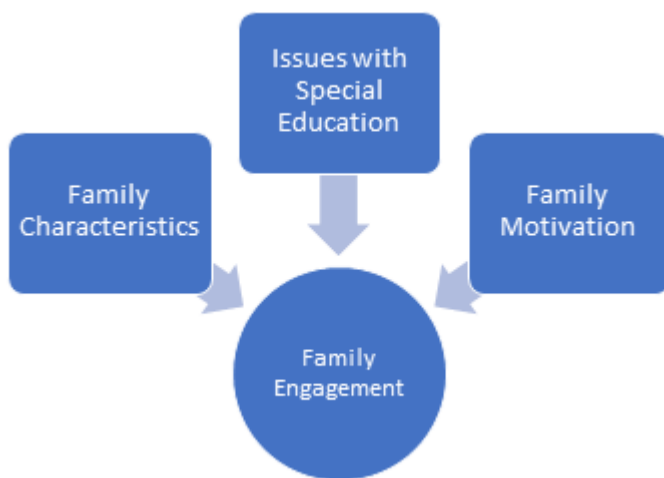 Issues with
Special
Education
Family
Characteristics
Family
Motivation
Family
Engagement